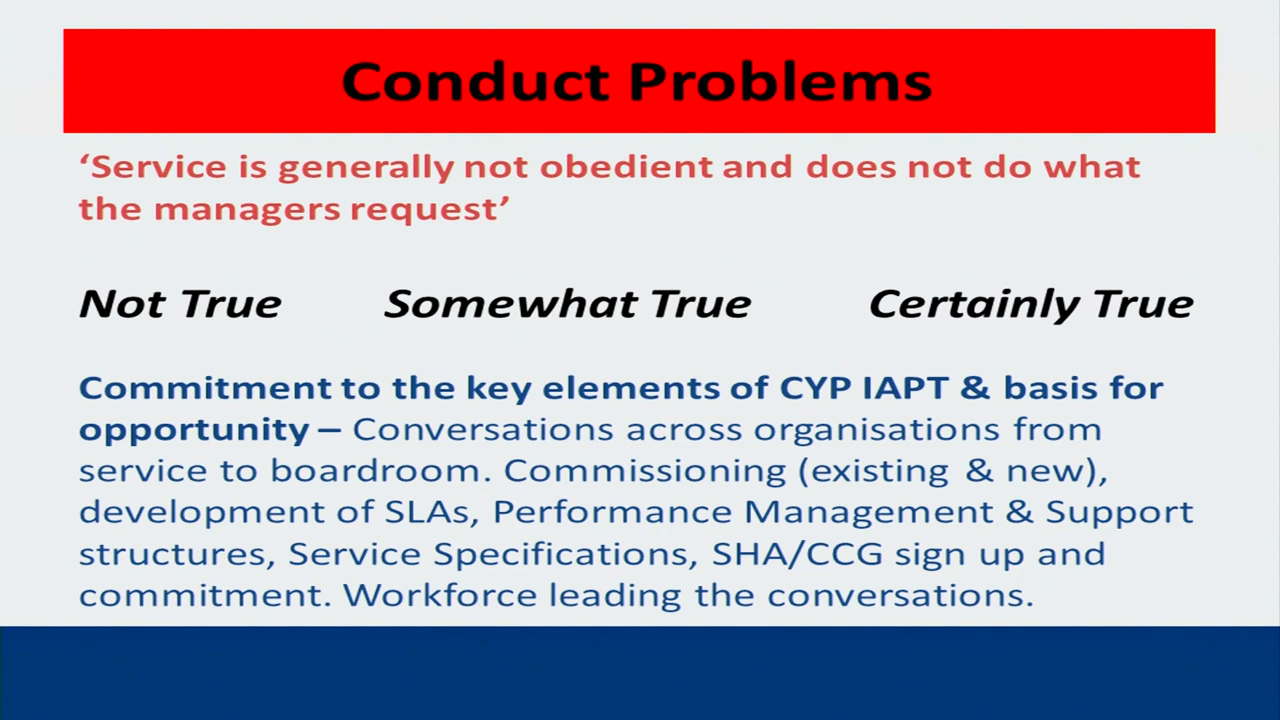 Conduct Problems
‘Service is generally not obedient and does not do what
the managers request’
Not True Somewhat True Certainly True
Commitment to the key elements of CYP IAPT & basis for
opportunity – Conversations across organisations from
service to boardroom. Commissioning (existing & new),
development of SLAs, Performance Management & Support
structures, Service Specifications, SHA/CCG sign up and
commitment. Workforce leading the conversations.